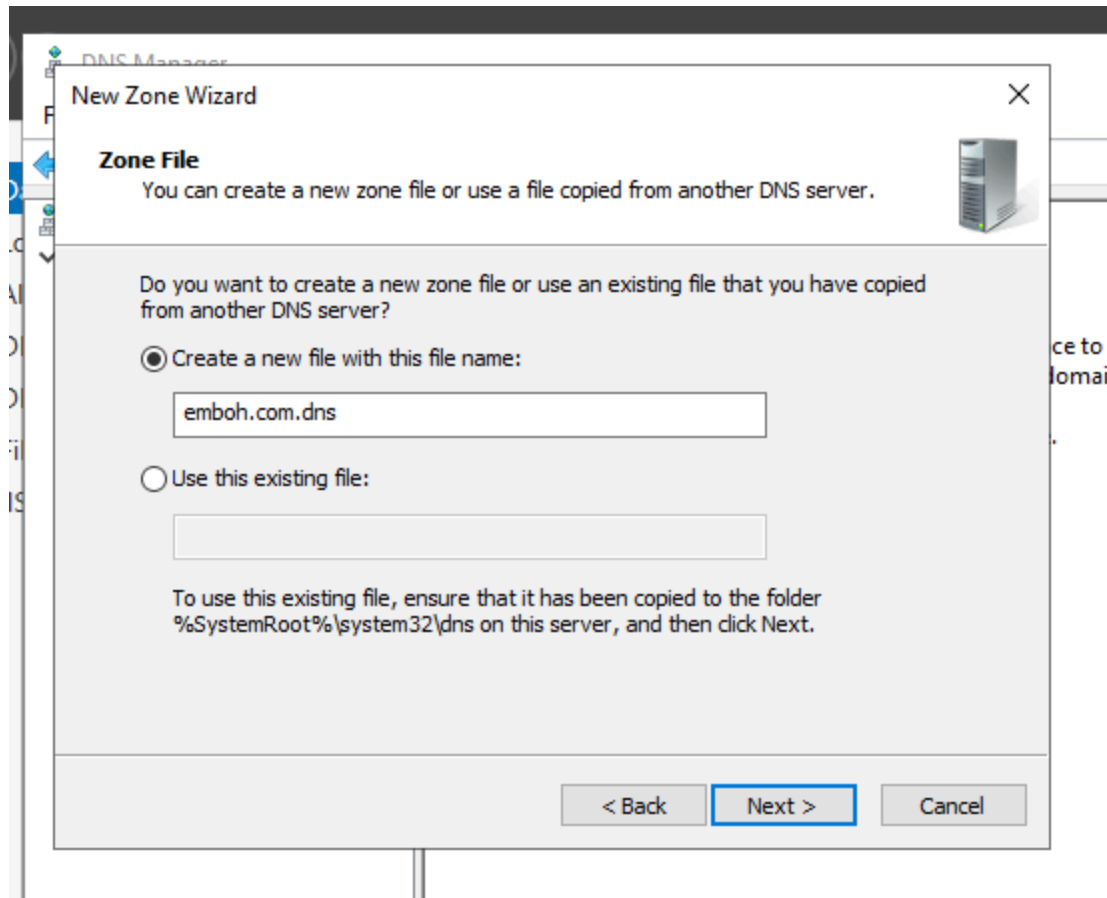 DNS Manager
New Zone Wizard
Zone File
You can create a new zone file or use a file copied from another DNS server.
Do you want to create a new zone file or use an existing file that you have copied
from another DNS server?
Create a new file with this file name:
emboh.com.dns
Use this existing file:
To use this existing file, ensure that it has been copied to the folder
%SystemRoot%\system32\dns on this server, and then click Next.
< Back
Next >
Cancel